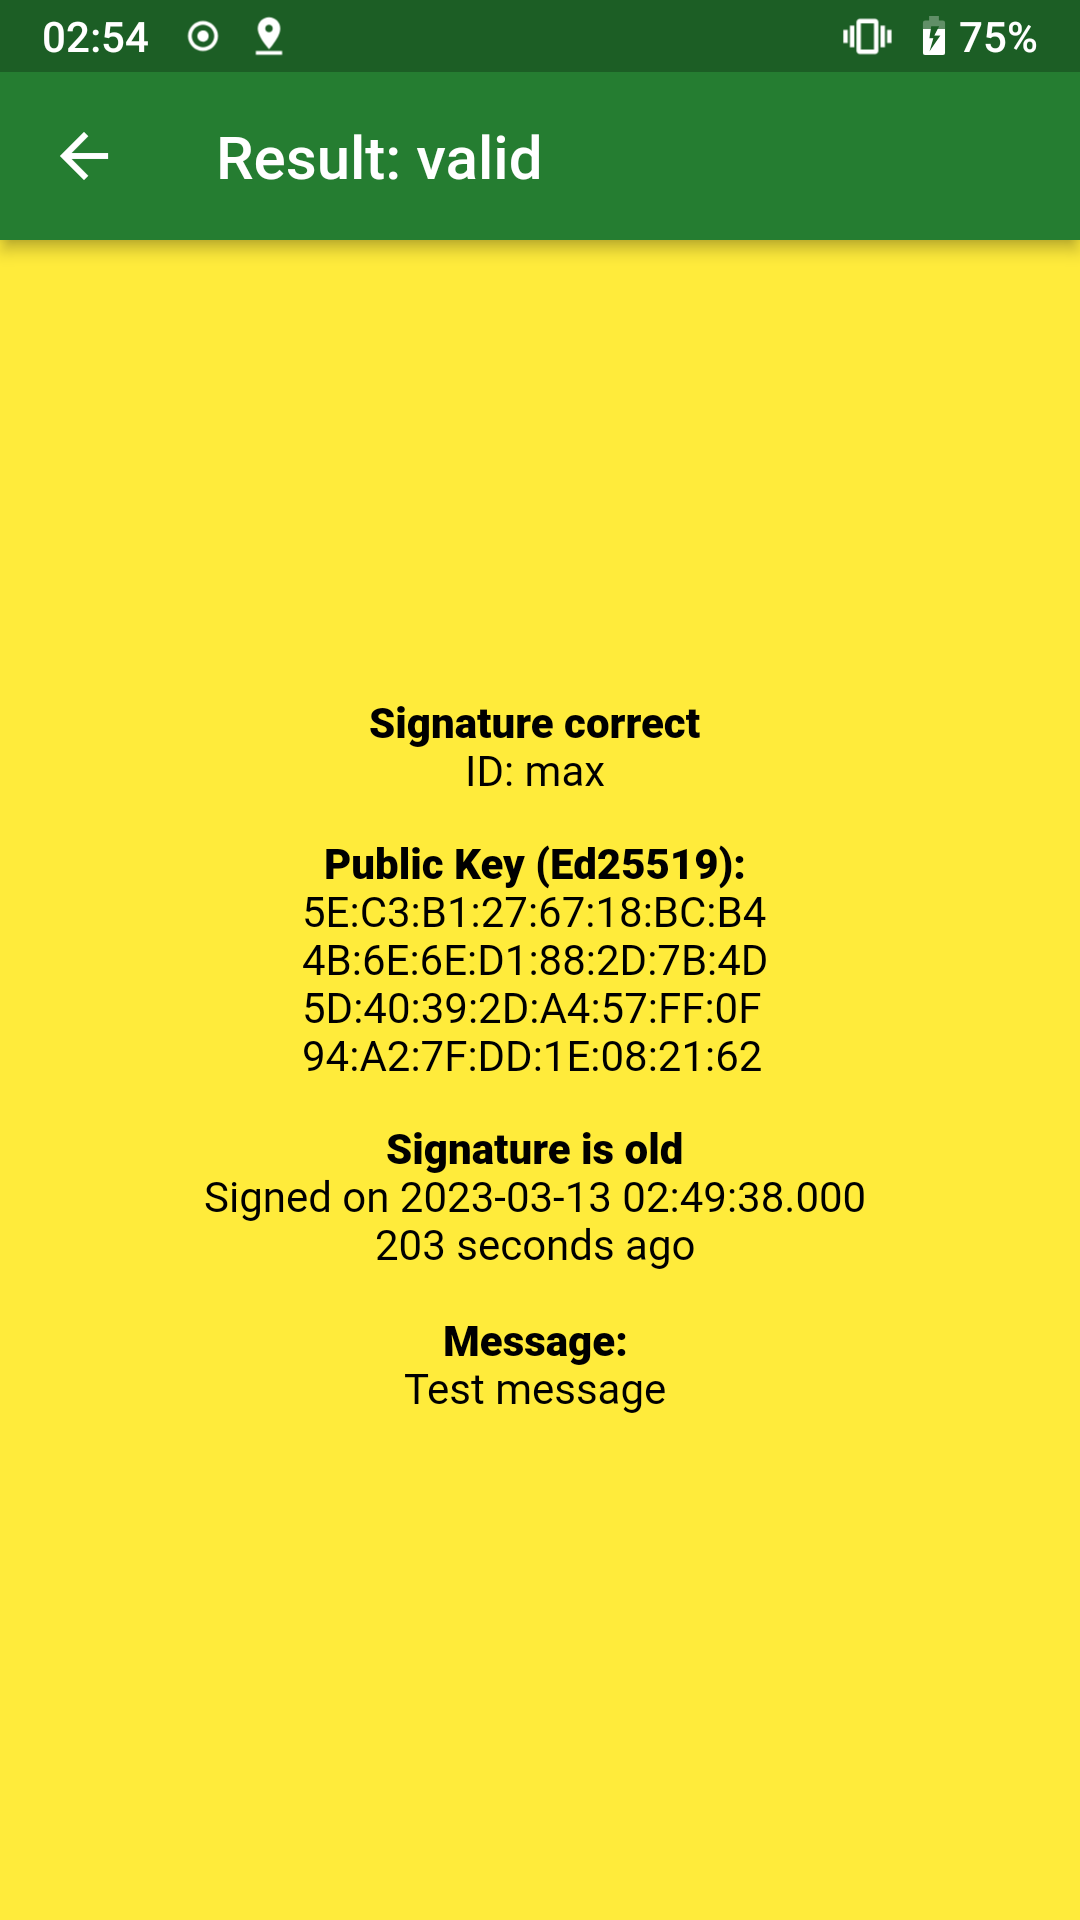 02:54 75%
Result: valid
Signature correct
ID: max
Public Key (Ed25519):
5E:C3:B1:27:67:18:BC:B4
4B:6E:6E:D1:88:2D:7B:4D
5D:40:39:2D:A4:57:FF:0F
94:A2:7F:DD:1E:08:21:62
Signature is old
Signed on 2023-03-13 02:49:38.000
203 seconds ago
Message:
Test message